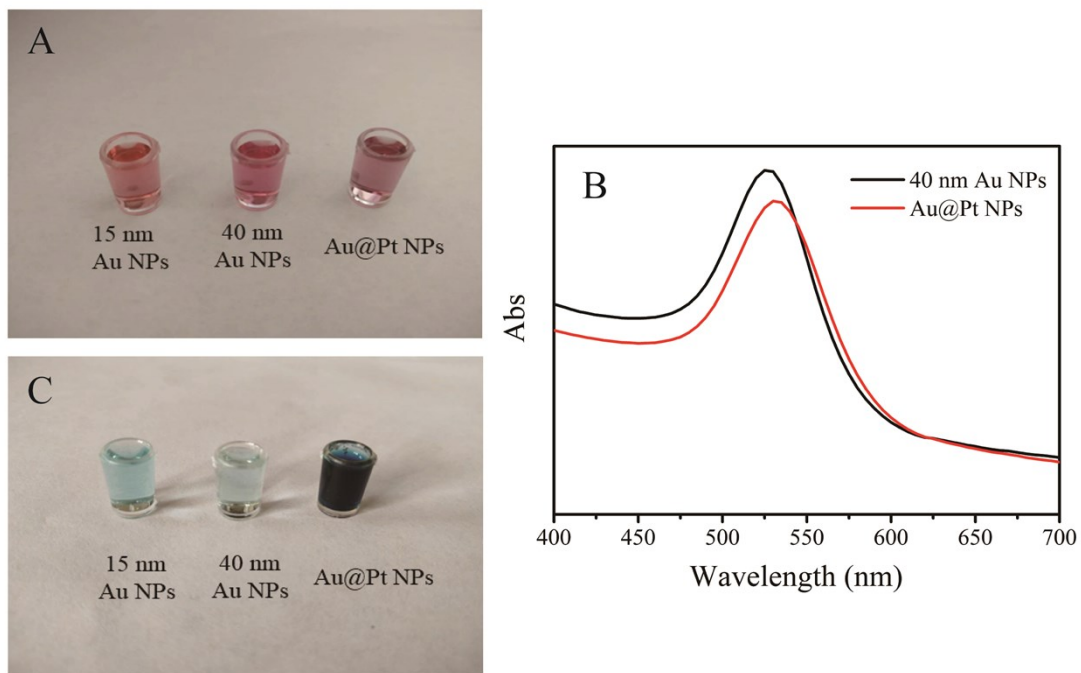 A
15 nm
Au NPs
40 nm
Au NPs
Au@Pt NPs
B
40 nm Au NPs
Au@Pt NPs
Abs
400
450
500
550
600
650
700
Wavelength (nm)
C
15 nm
Au NPs
40 nm
Au NPs
Au@Pt NPs